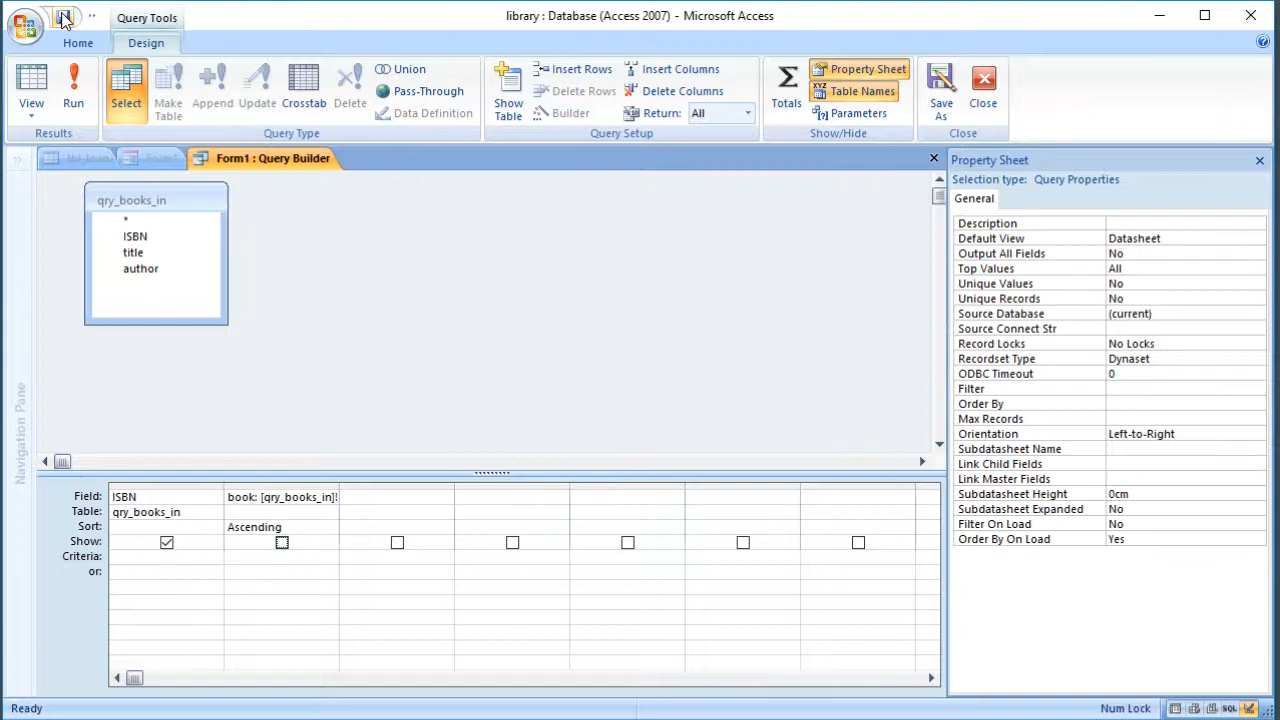 Query Tools
library : Database (Access 2007) - Microsoft Access
Home
Design
View
Run
Select
Make Table
Append
Update
Crosstab
Delete
Union
Pass-Through
Data Definition
Show Table
Insert Rows
Delete Rows
Builder
Insert Columns
Delete Columns
Return: All
Totals
Property Sheet
Table Names
Parameters
Save As
Close
Results
Query Type
Query Setup
Show/Hide
Close
Form1 : Query Builder
Property Sheet
Selection type: Query Properties
General
qry_books_in
*
ISBN
title
author
Description
Default View Datasheet
Output All Fields No
Top Values All
Unique Values No
Unique Records No
Source Database (current)
Source Connect Str
Record Locks No Locks
Recordset Type Dynaset
ODBC Timeout 0
Filter
Order By
Max Records
Orientation Left-to-Right
Subdatasheet Name
Link Child Fields
Link Master Fields
Subdatasheet Height 0cm
Subdatasheet Expanded No
Filter On Load No
Order By On Load Yes
Navigation Pane
Field: ISBN book: [qry_books_in]!
Table: qry_books_in
Sort: Ascending
Show:
Criteria:
or:
Ready
Num Lock
SQL